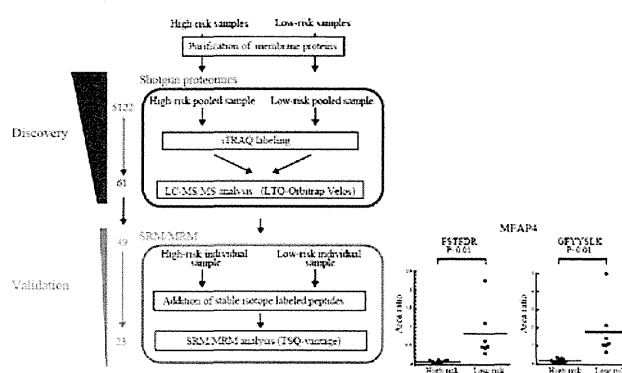 High-risk samples Low-risk samples
Purification of membrane proteins
Shotgun proteomics
High-risk pooled sample Low-risk pooled sample
5122
Discovery
iTRAQ labeling
61
LC-MS/MS analysis (LTQ-Orbitrap Velos)
SRM/MRM
49
High-risk individual sample Low-risk individual sample
Validation
Addition of stable isotope labeled peptides
23
SRM/MRM analysis (TSQ-vantage)
MFAP4
FSTFDR
P 0.01
Area ratio
High risk Low risk
GFYYSLK
P 0.01
Area ratio
High risk Low risk